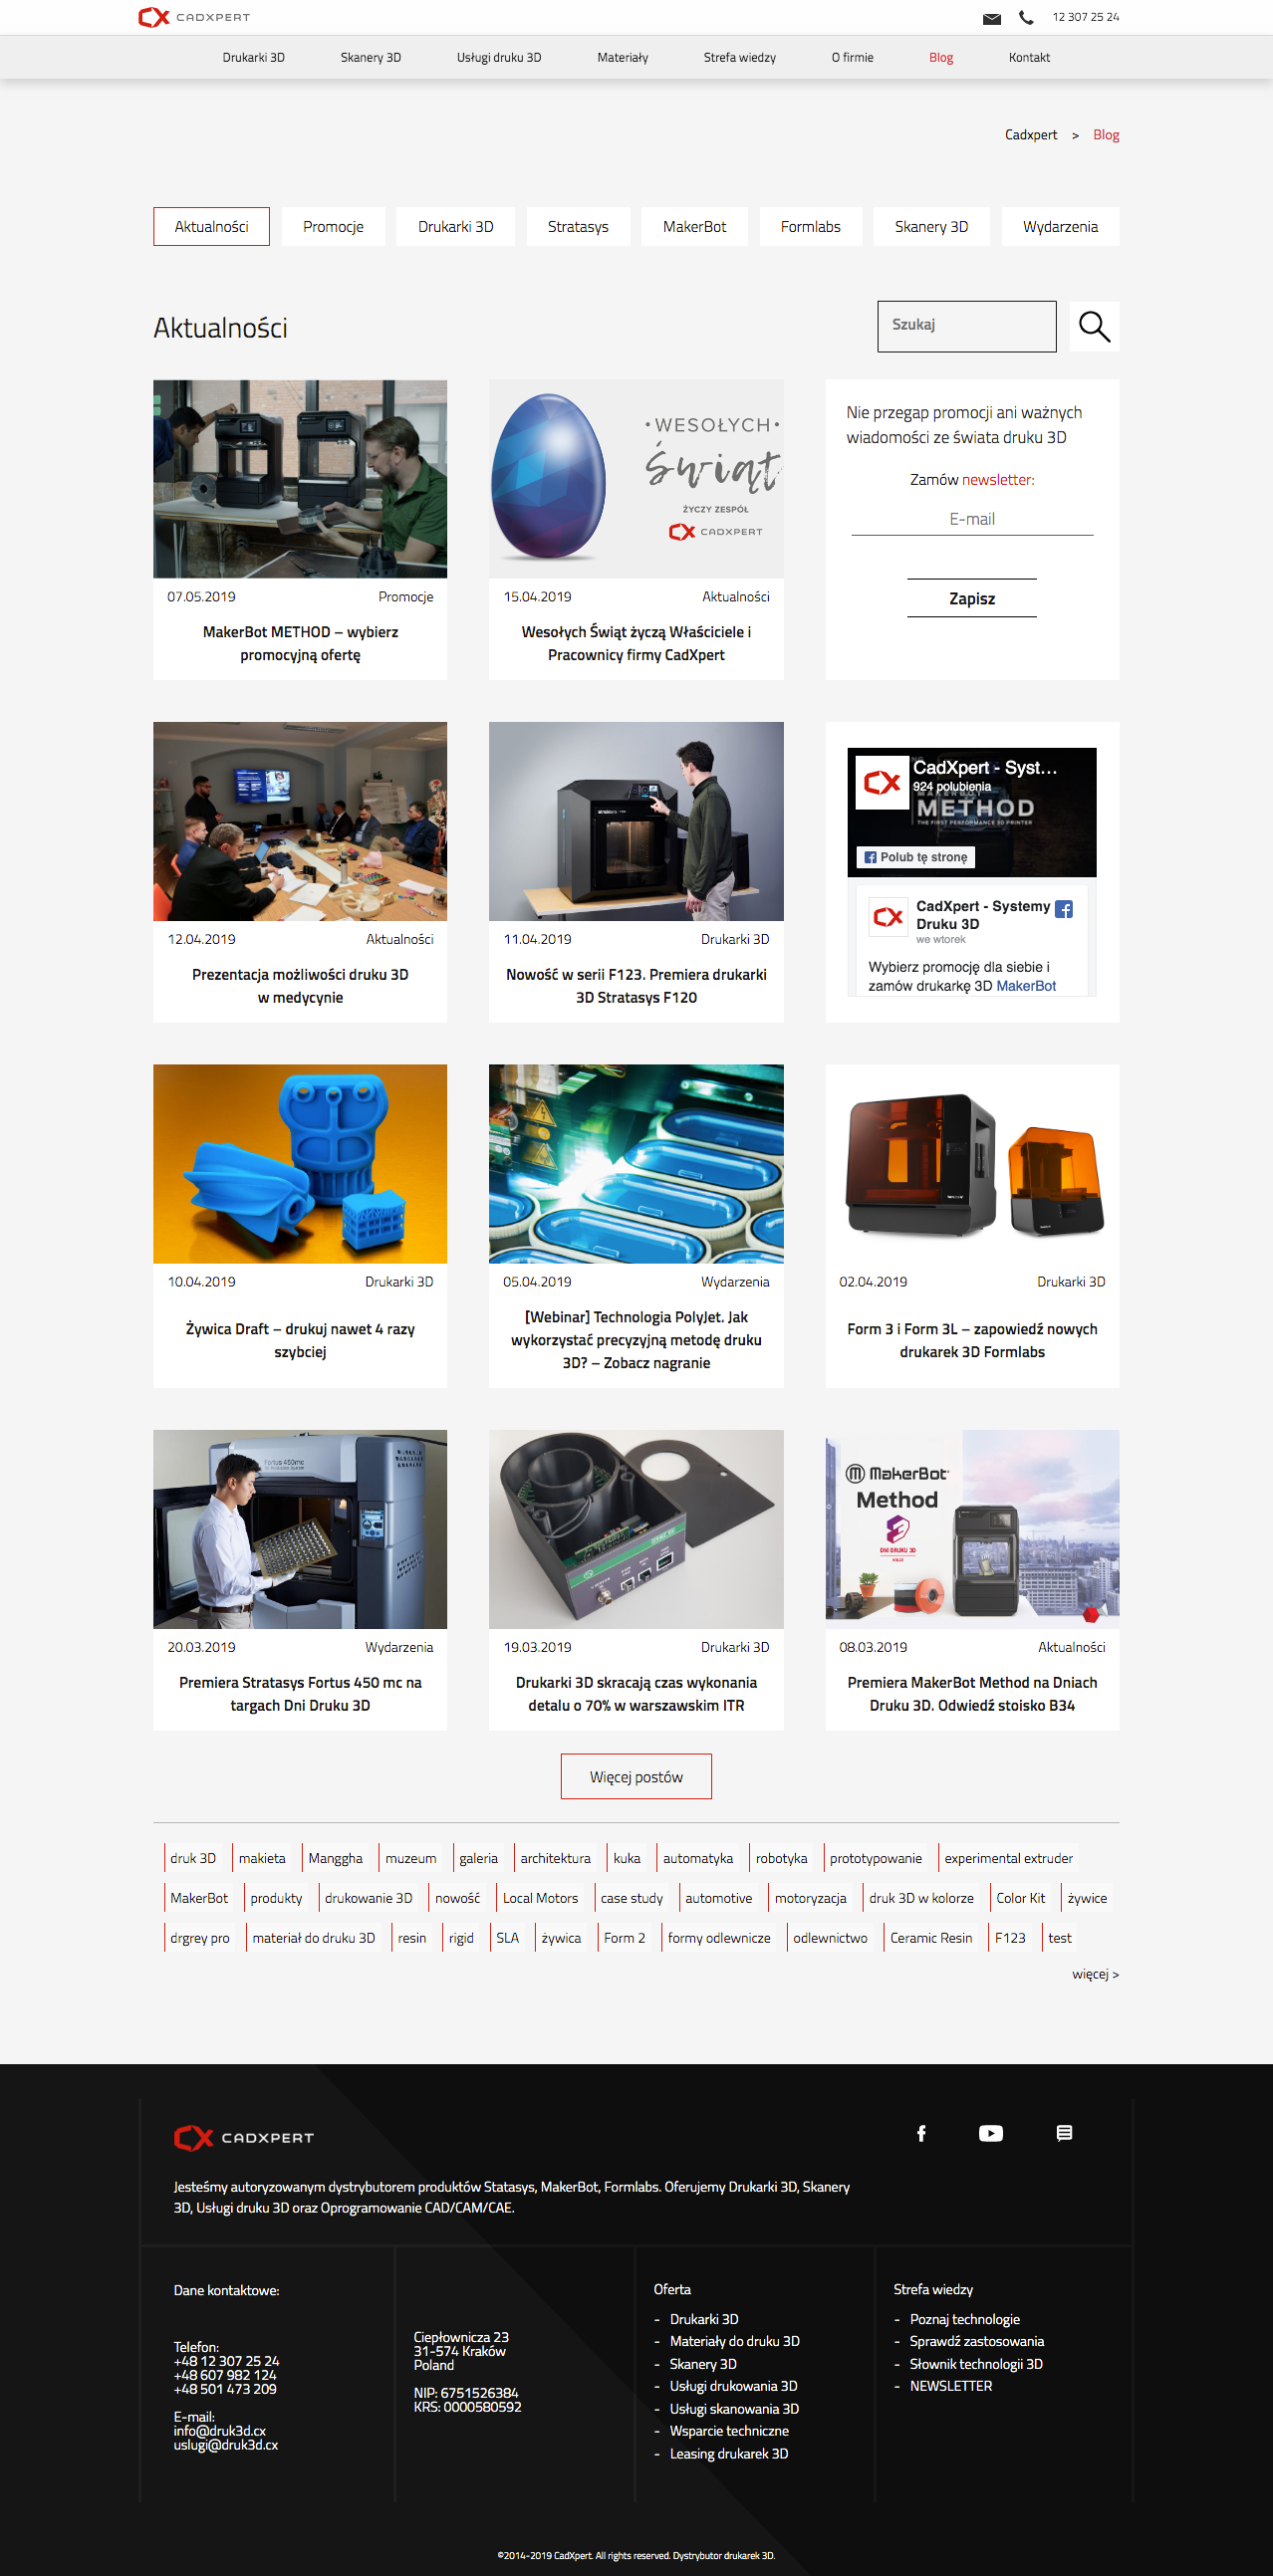 CADXPERT
12 307 25 24
Drukarki 3D Skanery 3D Usługi druku 3D Materiały Strefa wiedzy O firmie Blog Kontakt
Cadxpert > Blog
Aktualności Promocje Drukarki 3D Stratasys MakerBot Formlabs Skanery 3D Wydarzenia
Aktualności
Szukaj
•WESOŁYCH•
Świąt
ŻYCZY ZESPÓŁ
CADXPERT
Nie przegap promocji ani ważnych
wiadomości ze świata druku 3D
Zamów newsletter:
E-mail
Zapisz
07.05.2019 Promocje
MakerBot METHOD – wybierz
promocyjną ofertę
15.04.2019 Aktualności
Wesołych Świąt życzą Właściciele i
Pracownicy firmy CadXpert
12.04.2019 Aktualności
Prezentacja możliwości druku 3D
w medycynie
11.04.2019 Drukarki 3D
Nowość w serii F123. Premiera drukarki
3D Stratasys F120
CadXpert - Syst...
924 polubienia
MAKERBOT
METHOD
THE FIRST PERFORMANCE 3D PRINTER
Polub tę stronę
CadXpert - Systemy
Druku 3D
we wtorek
Wybierz promocję dla siebie i
zamów drukarkę 3D MakerBot
10.04.2019 Drukarki 3D
Żywica Draft – drukuj nawet 4 razy
szybciej
05.04.2019 Wydarzenia
[Webinar] Technologia PolyJet. Jak
wykorzystać precyzyjną metodę druku
3D? – Zobacz nagranie
02.04.2019 Drukarki 3D
Form 3 i Form 3L – zapowiedź nowych
drukarek 3D Formlabs
Fortus 450mc
20.03.2019 Wydarzenia
Premiera Stratasys Fortus 450 mc na
targach Dni Druku 3D
19.03.2019 Drukarki 3D
Drukarki 3D skracają czas wykonania
detalu o 70% w warszawskim ITR
MakerBot
Method
DNI DRUKU 3D
08.03.2019 Aktualności
Premiera MakerBot Method na Dniach
Druku 3D. Odwiedź stoisko B34
Więcej postów
druk 3D makieta Manggha muzeum galeria architektura kuka automatyka robotyka prototypowanie experimental extruder
MakerBot produkty drukowanie 3D nowość Local Motors case study automotive motoryzacja druk 3D w kolorze Color Kit żywice
drgrey pro materiał do druku 3D resin rigid SLA żywica Form 2 formy odlewnicze odlewnictwo Ceramic Resin F123 test
więcej >
CADXPERT
Jesteśmy autoryzowanym dystrybutorem produktów Statasys, MakerBot, Formlabs. Oferujemy Drukarki 3D, Skanery
3D, Usługi druku 3D oraz Oprogramowanie CAD/CAM/CAE.
Dane kontaktowe:
Telefon:
+48 12 307 25 24
+48 607 982 124
+48 501 473 209
E-mail:
info@druk3d.cx
uslugi@druk3d.cx
Ciepłownicza 23
31-574 Kraków
Poland
NIP: 6751526384
KRS: 0000580592
Oferta
- Drukarki 3D
- Materiały do druku 3D
- Skanery 3D
- Usługi drukowania 3D
- Usługi skanowania 3D
- Wsparcie techniczne
- Leasing drukarek 3D
Strefa wiedzy
- Poznaj technologie
- Sprawdź zastosowania
- Słownik technologii 3D
- NEWSLETTER
©2014-2019 CadXpert. All rights reserved. Dystrybutor drukarek 3D.